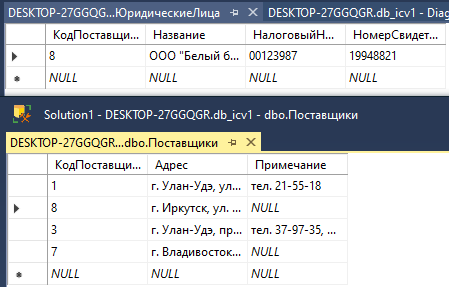 DESKTOP-27GGQG...ЮридическиеЛица DESKTOP-27GGQGR.db_icv1 - Diag
КодПоставщи... Название НалоговыйН... НомерСвидет...
8 ООО "Белый б... 00123987 19948821
NULL NULL NULL NULL
Solution1 - DESKTOP-27GGQGR.db_icv1 - dbo.Поставщики
DESKTOP-27GGQGR...dbo.Поставщики
КодПоставщи... Адрес Примечание
1 г. Улан-Удэ, ул.... тел. 21-55-18
8 г. Иркутск, ул. ... NULL
3 г. Улан-Удэ, пр... тел. 37-97-35, ...
7 г. Владивосток... NULL
NULL NULL NULL